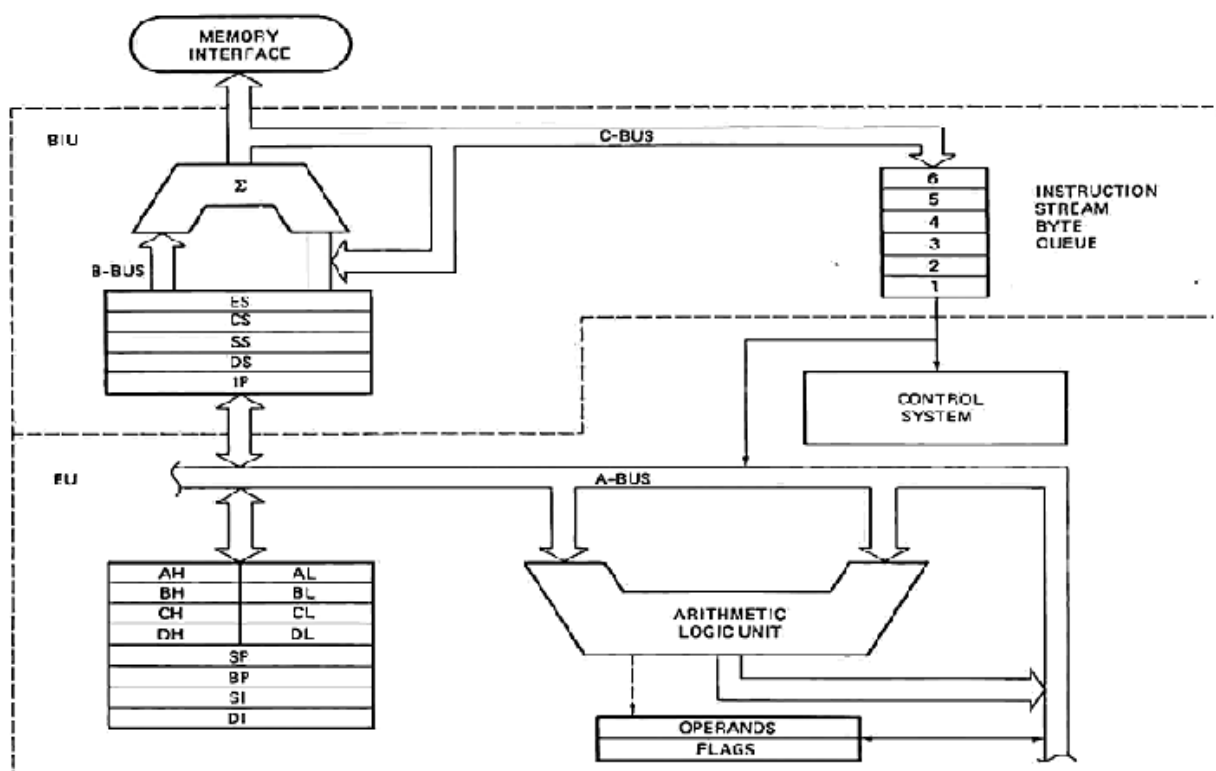 MEMORY
INTERFACE
BIU
C-BUS
Σ
B-BUS
6
5
4
3
2
1
INSTRUCTION
STREAM
BYTE
QUEUE
ES
CS
SS
DS
IP
CONTROL
SYSTEM
EU
A-BUS
AH AL
BH BL
CH CL
DH DL
SP
BP
SI
DI
ARITHMETIC
LOGIC UNIT
OPERANDS
FLAGS